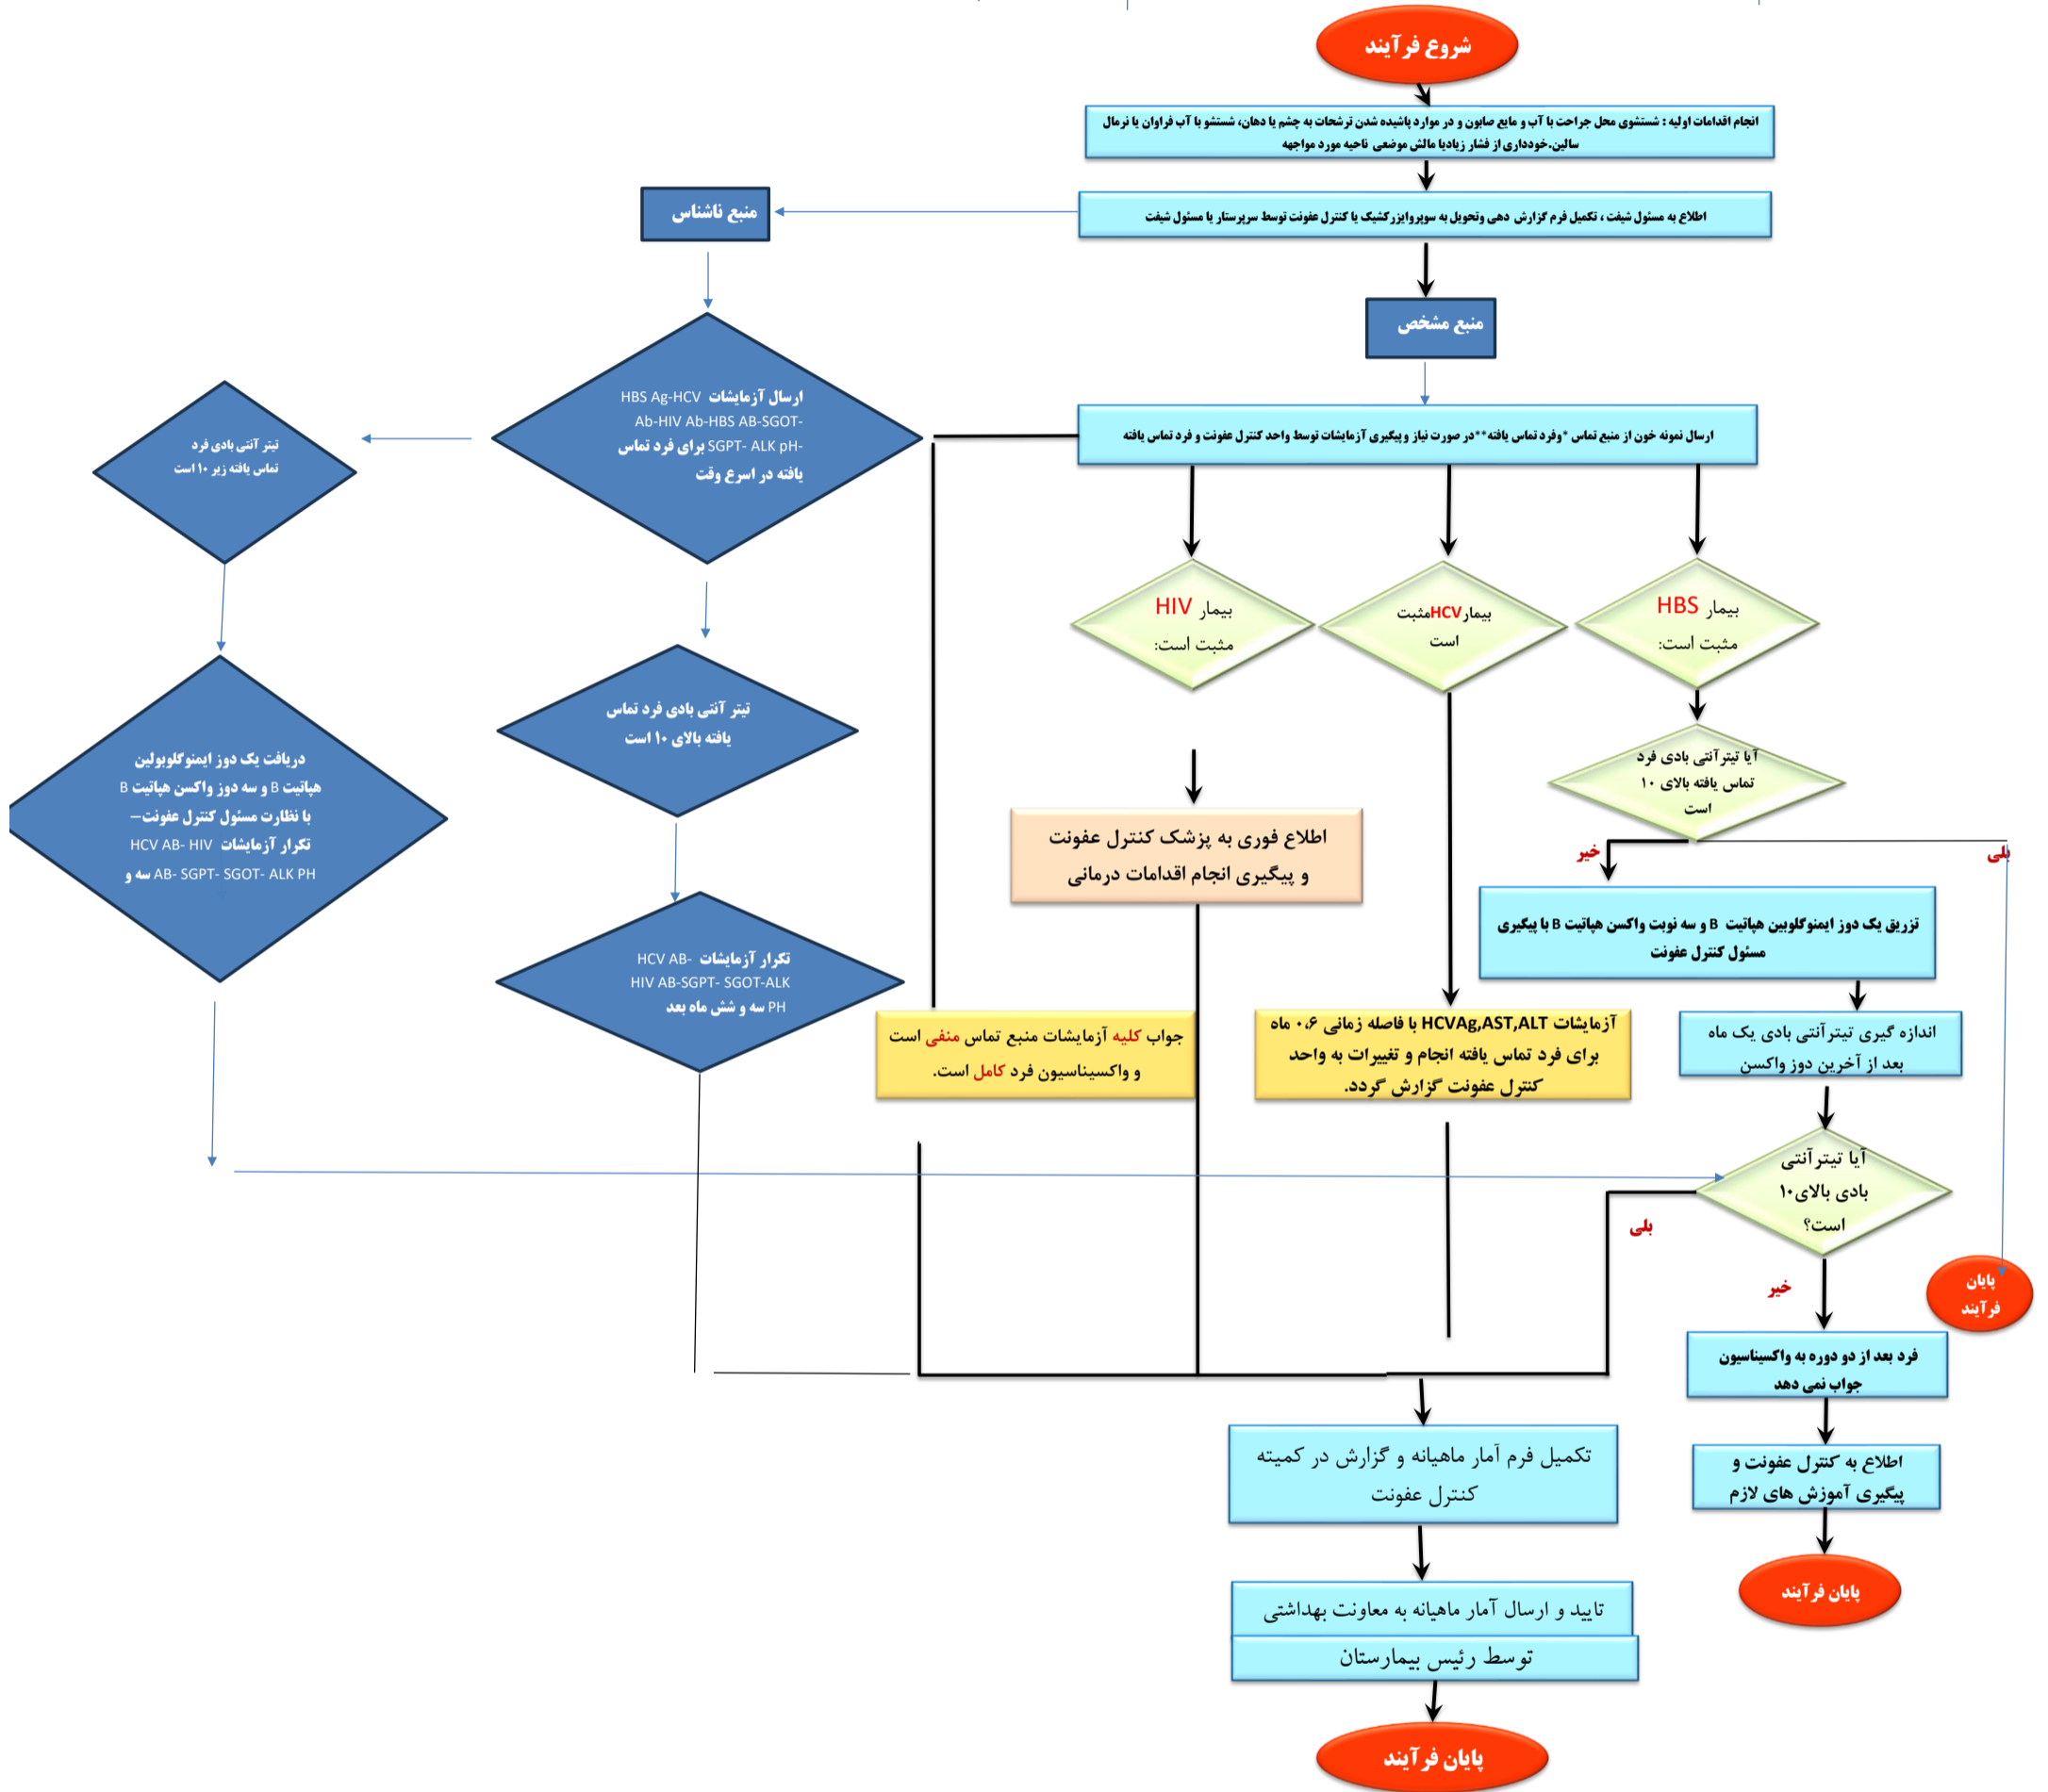 شروع فرآیند
انجام اقدامات اولیه : شستشوی محل جراحت با آب و مایع صابون و در موارد پاشیده شدن ترشحات به چشم یا دهان، شستشو با آب فراوان یا نرمال
سالین.خودداری از فشار زیادیا مالش موضعی ناحیه مورد مواجهه
اطلاع به مسئول شیفت ، تکمیل فرم گزارش دهی وتحویل به سوپروایزرکشیک یا کنترل عفونت توسط سرپرستار یا مسئول شیفت
منبع ناشناس
منبع مشخص
ارسال نمونه خون از منبع تماس *وفرد تماس یافته**در صورت نیاز و پیگیری آزمایشات توسط واحد کنترل عفونت و فرد تماس یافته
ارسال آزمایشات HBS Ag-HCV
Ab-HIV Ab-HBS AB-SGOT-
SGPT- ALK pH- برای فرد تماس
یافته در اسرع وقت
تیتر آنتی بادی فرد
تماس یافته زیر ۱۰ است
بیمار HBS
مثبت است:
بیمارHCVمثبت
است
بیمار HIV
مثبت است:
تیتر آنتی بادی فرد تماس
یافته بالای ۱۰ است
آیا تیترآنتی بادی فرد
تماس یافته بالای ۱۰
است
بلی
خیر
دریافت یک دوز ایمنوگلوبولین
هپاتیت B و سه دوز واکسن هپاتیت B
با نظارت مسئول کنترل عفونت–
تکرار آزمایشات HCV AB- HIV
AB- SGPT- SGOT- ALK PH سه و
اطلاع فوری به پزشک کنترل عفونت
و پیگیری انجام اقدامات درمانی
تزریق یک دوز ایمنوگلوبین هپاتیت B و سه نوبت واکسن هپاتیت B با پیگیری
مسئول کنترل عفونت
تکرار آزمایشات HCV AB-
HIV AB-SGPT- SGOT-ALK
PH سه و شش ماه بعد
آزمایشات HCVAg,AST,ALT با فاصله زمانی ۰،۶ ماه
برای فرد تماس یافته انجام و تغییرات به واحد
کنترل عفونت گزارش گردد.
جواب کلیه آزمایشات منبع تماس منفی است
و واکسیناسیون فرد کامل است.
اندازه گیری تیترآنتی بادی یک ماه
بعد از آخرین دوز واکسن
آیا تیترآنتی
بادی بالای۱۰
است؟
بلی
خیر
پایان
فرآیند
فرد بعد از دو دوره به واکسیناسیون
جواب نمی دهد
تکمیل فرم آمار ماهیانه و گزارش در کمیته
کنترل عفونت
اطلاع به کنترل عفونت و
پیگیری آموزش های لازم
پایان فرآیند
تایید و ارسال آمار ماهیانه به معاونت بهداشتی
توسط رئیس بیمارستان
پایان فرآیند